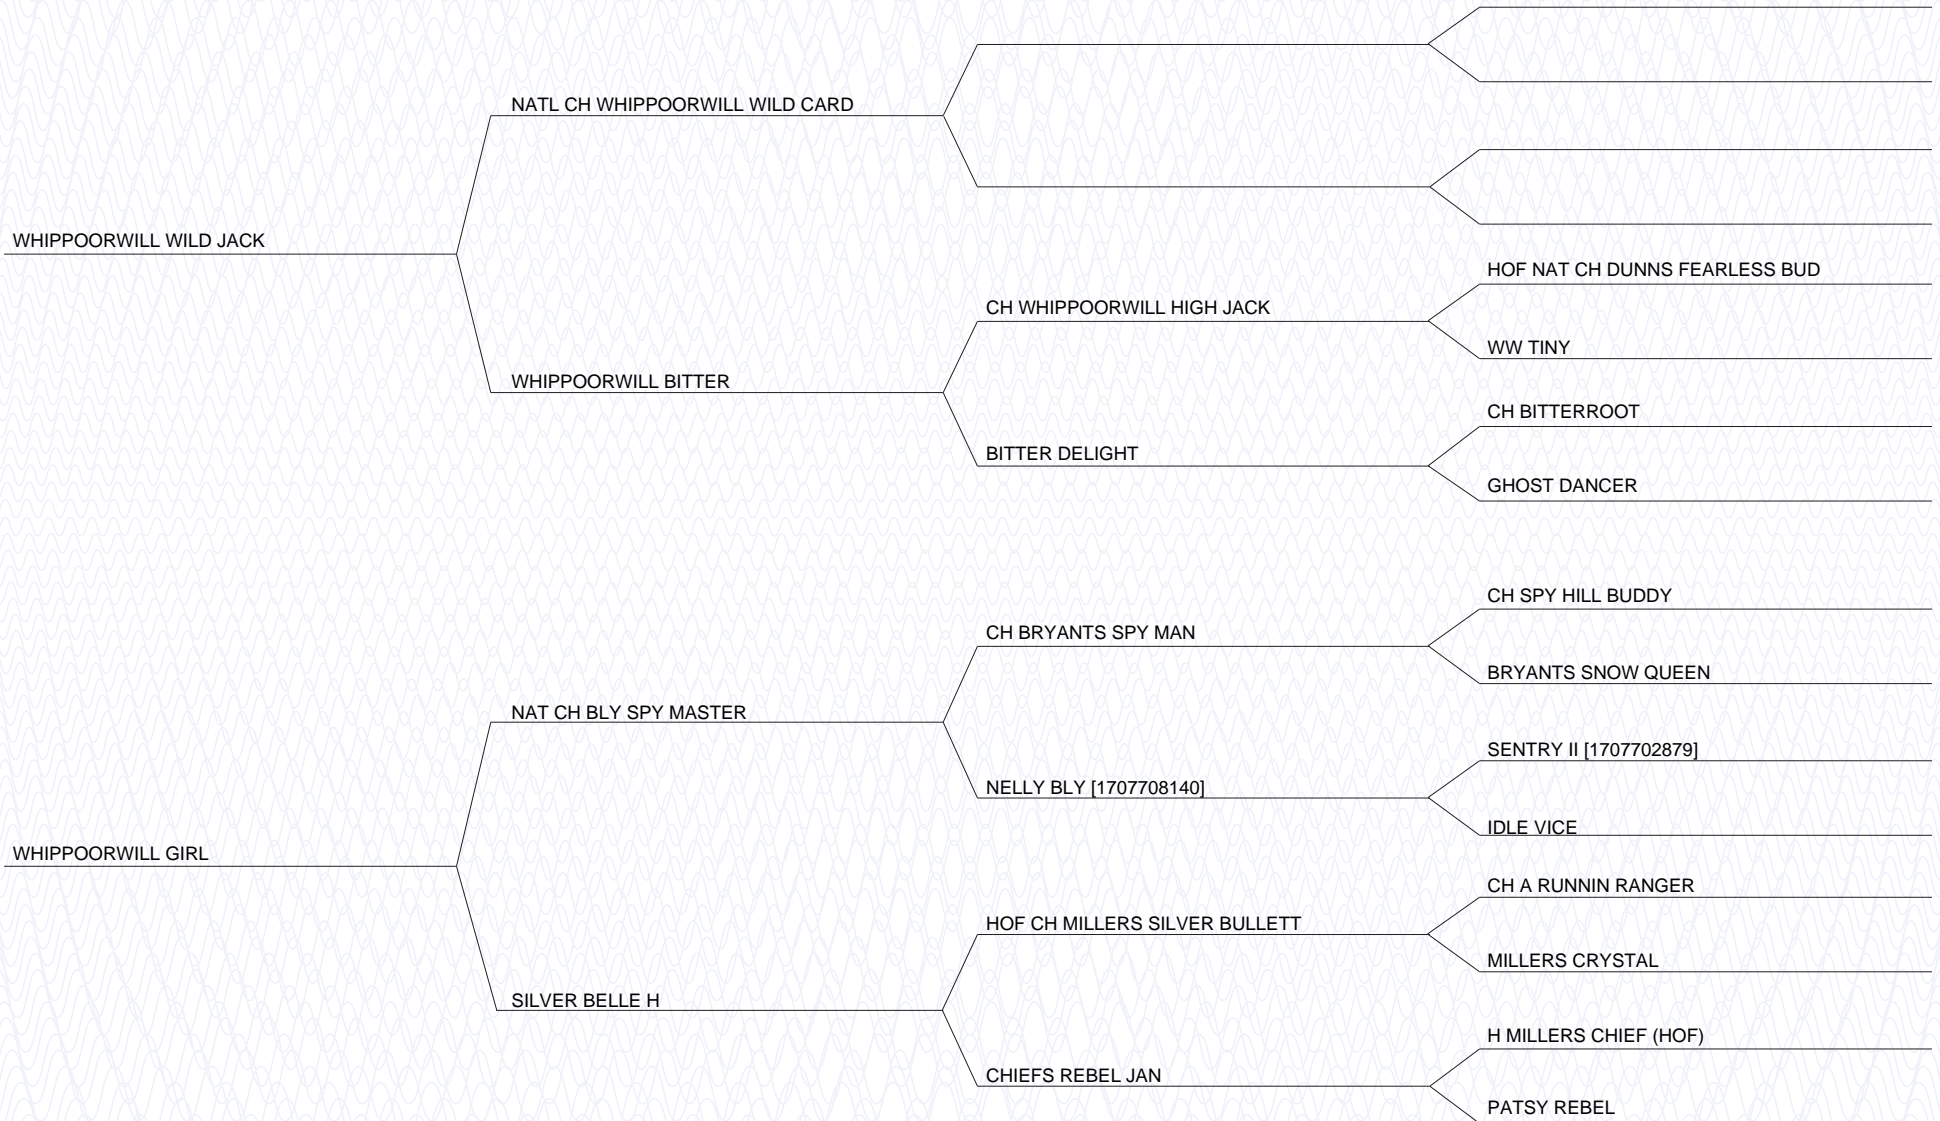 NATL CH WHIPPOORWILL WILD CARD
WHIPPOORWILL WILD JACK
HOF NAT CH DUNNS FEARLESS BUD
CH WHIPPOORWILL HIGH JACK
WW TINY
WHIPPOORWILL BITTER
CH BITTERROOT
BITTER DELIGHT
GHOST DANCER
CH SPY HILL BUDDY
CH BRYANTS SPY MAN
BRYANTS SNOW QUEEN
NAT CH BLY SPY MASTER
SENTRY II [1707702879]
NELLY BLY [1707708140]
IDLE VICE
WHIPPOORWILL GIRL
CH A RUNNIN RANGER
HOF CH MILLERS SILVER BULLETT
MILLERS CRYSTAL
SILVER BELLE H
H MILLERS CHIEF (HOF)
CHIEFS REBEL JAN
PATSY REBEL